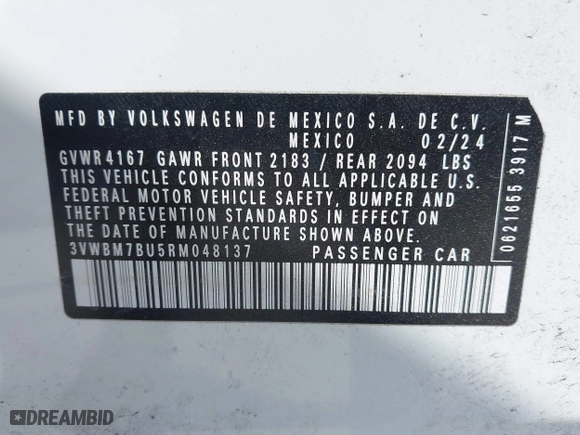 MFD BY VOLKSWAGEN DE MEXICO S.A. DE C.V.
MEXICO 02/24
GVWR 4167 GAWR FRONT 2183 / REAR 2094 LBS
THIS VEHICLE CONFORMS TO ALL APPLICABLE U.S.
FEDERAL MOTOR VEHICLE SAFETY, BUMPER AND
THEFT PREVENTION STANDARDS IN EFFECT ON
THE DATE OF MANUFACTURE SHOWN ABOVE.
3VWBM7BU5RM048137 PASSENGER CAR
0621655 3917 M
DREAMBID